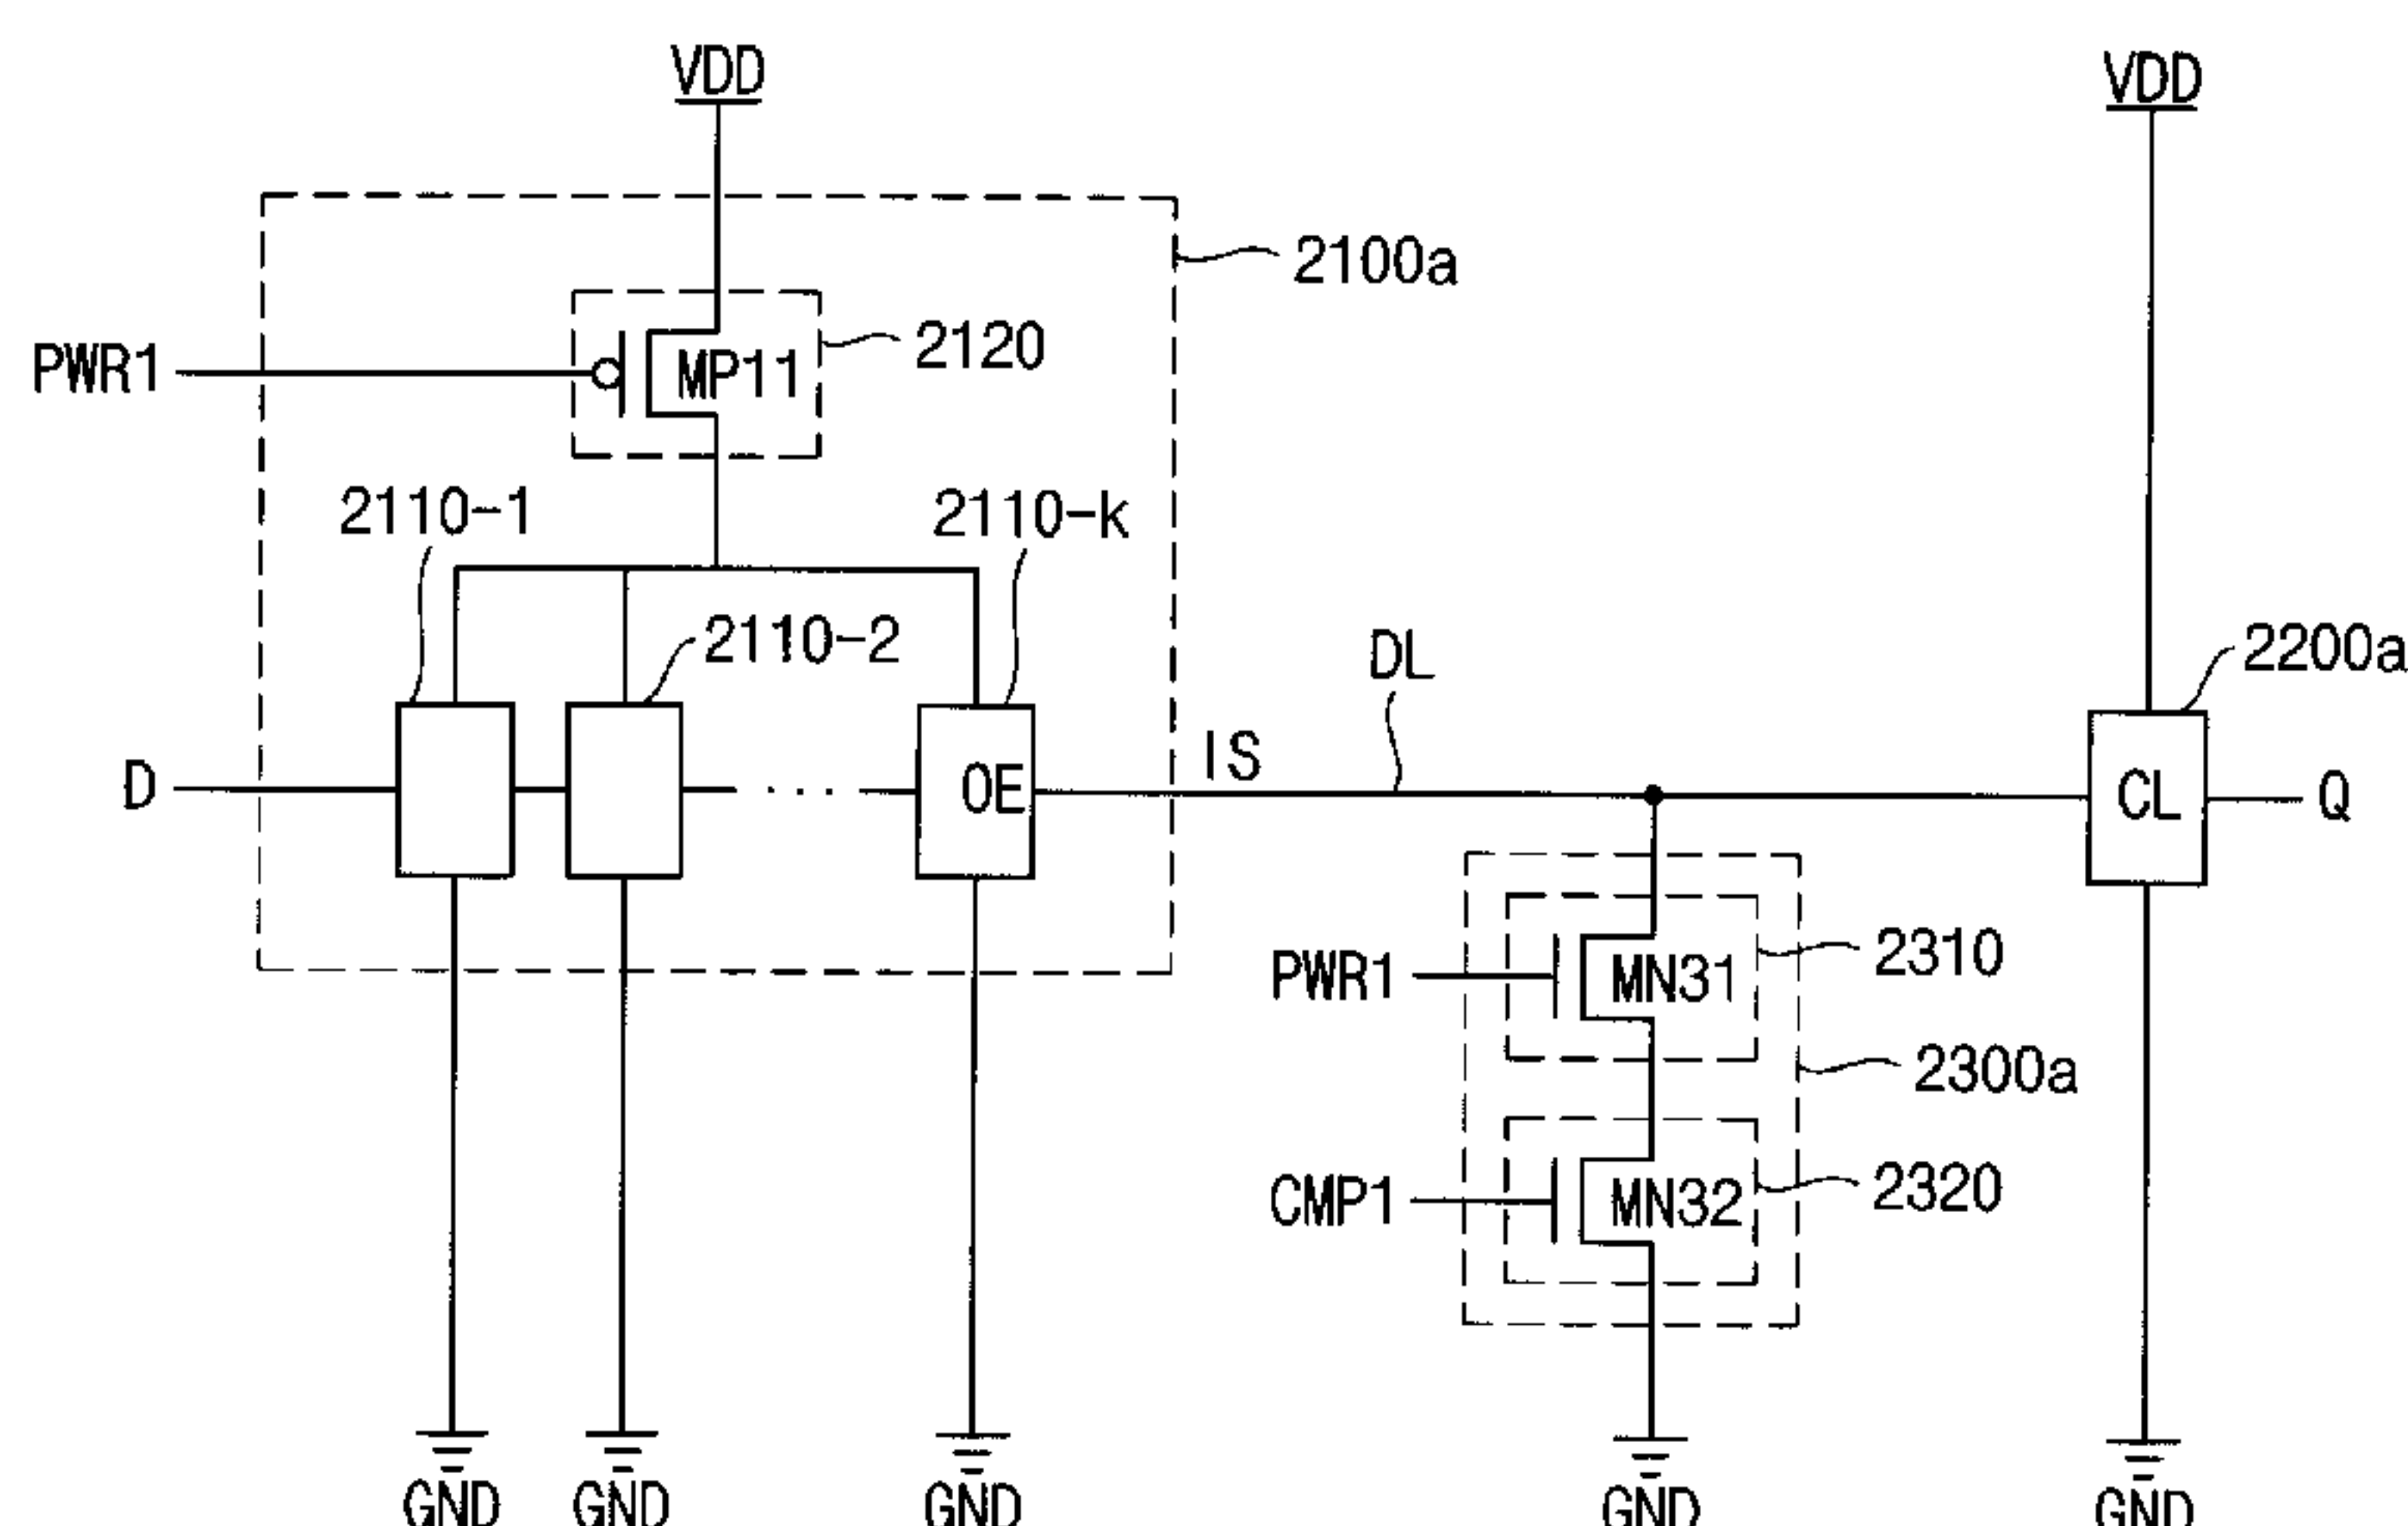 VDD
VDD
2100a
2120
PWR1
MP11
2110-1
2110-k
2110-2
DL
2200a
IS
D
...
OE
CL
Q
PWR1
MN31
2310
2300a
CMP1
MN32
2320
GND
GND
GND
GND
GND